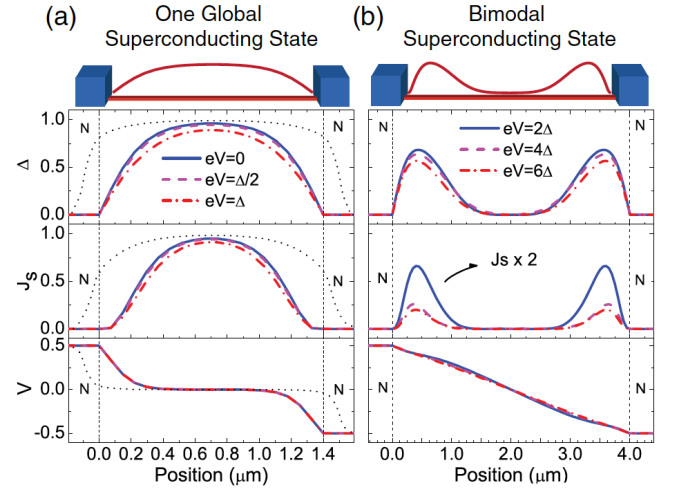 (a) One Global
Superconducting State
(b) Bimodal
Superconducting State
N
N
1.0
0.5
0.0
Δ
eV=0
eV=Δ/2
eV=Δ
N
N
1.0
0.5
0.0
Js
N
N
0.5
0.0
-0.5
V
0.0 0.2 0.4 0.6 0.8 1.0 1.2 1.4
Position (μm)
N
N
eV=2Δ
eV=4Δ
eV=6Δ
N
N
Js x 2
N
N
0.0 1.0 2.0 3.0 4.0
Position (μm)